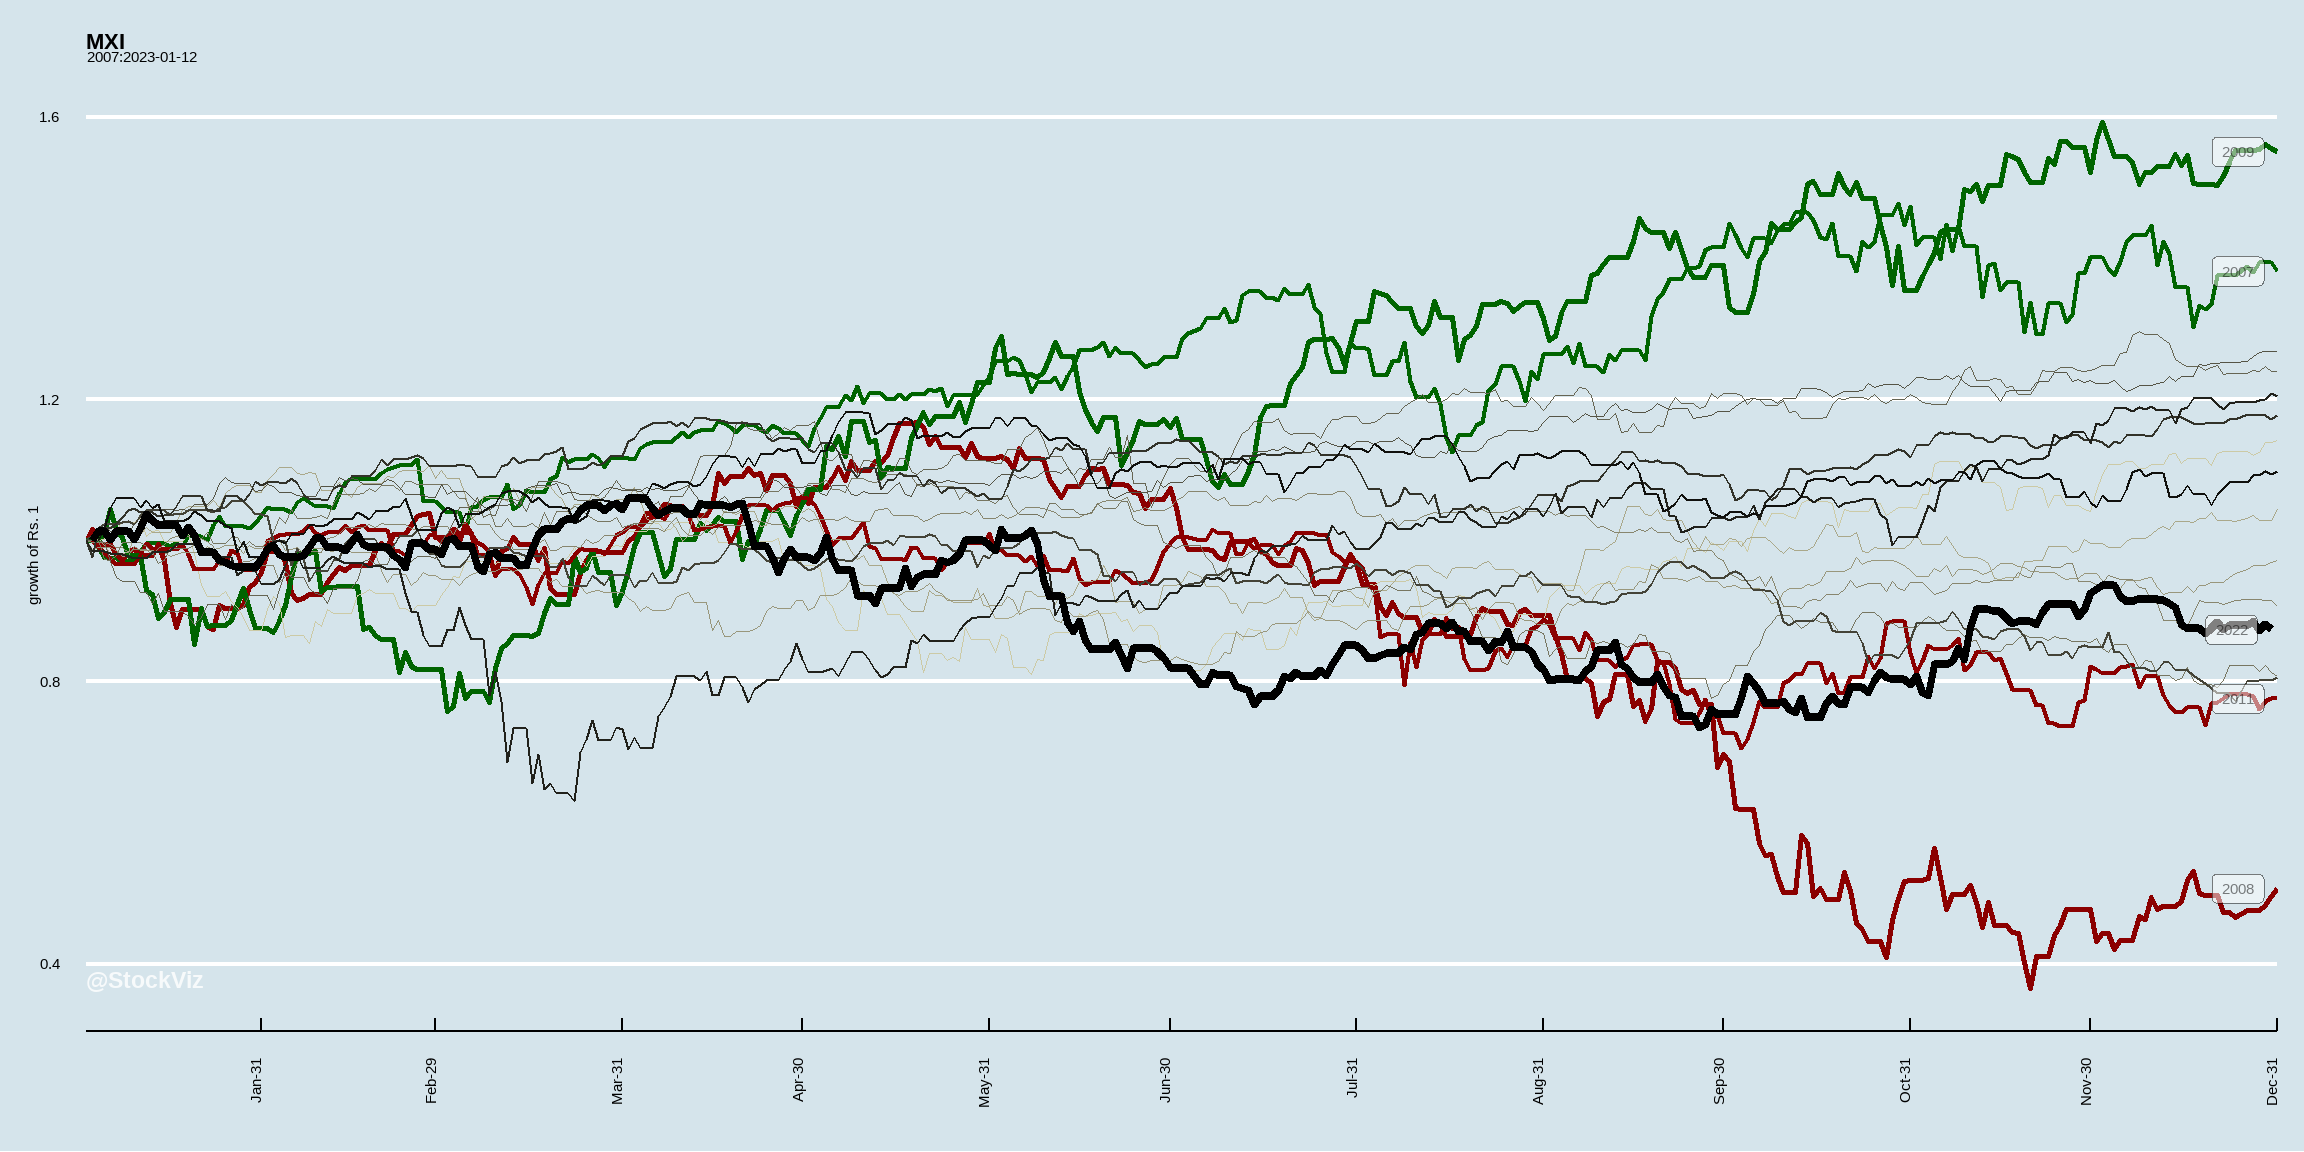 MXI
2007:2023-01-12
1.6
1.2
0.8
0.4
growth of Rs. 1
2009
2007
2022
2011
2008
@StockViz
Jan-31
Feb-29
Mar-31
Apr-30
May-31
Jun-30
Jul-31
Aug-31
Sep-30
Oct-31
Nov-30
Dec-31